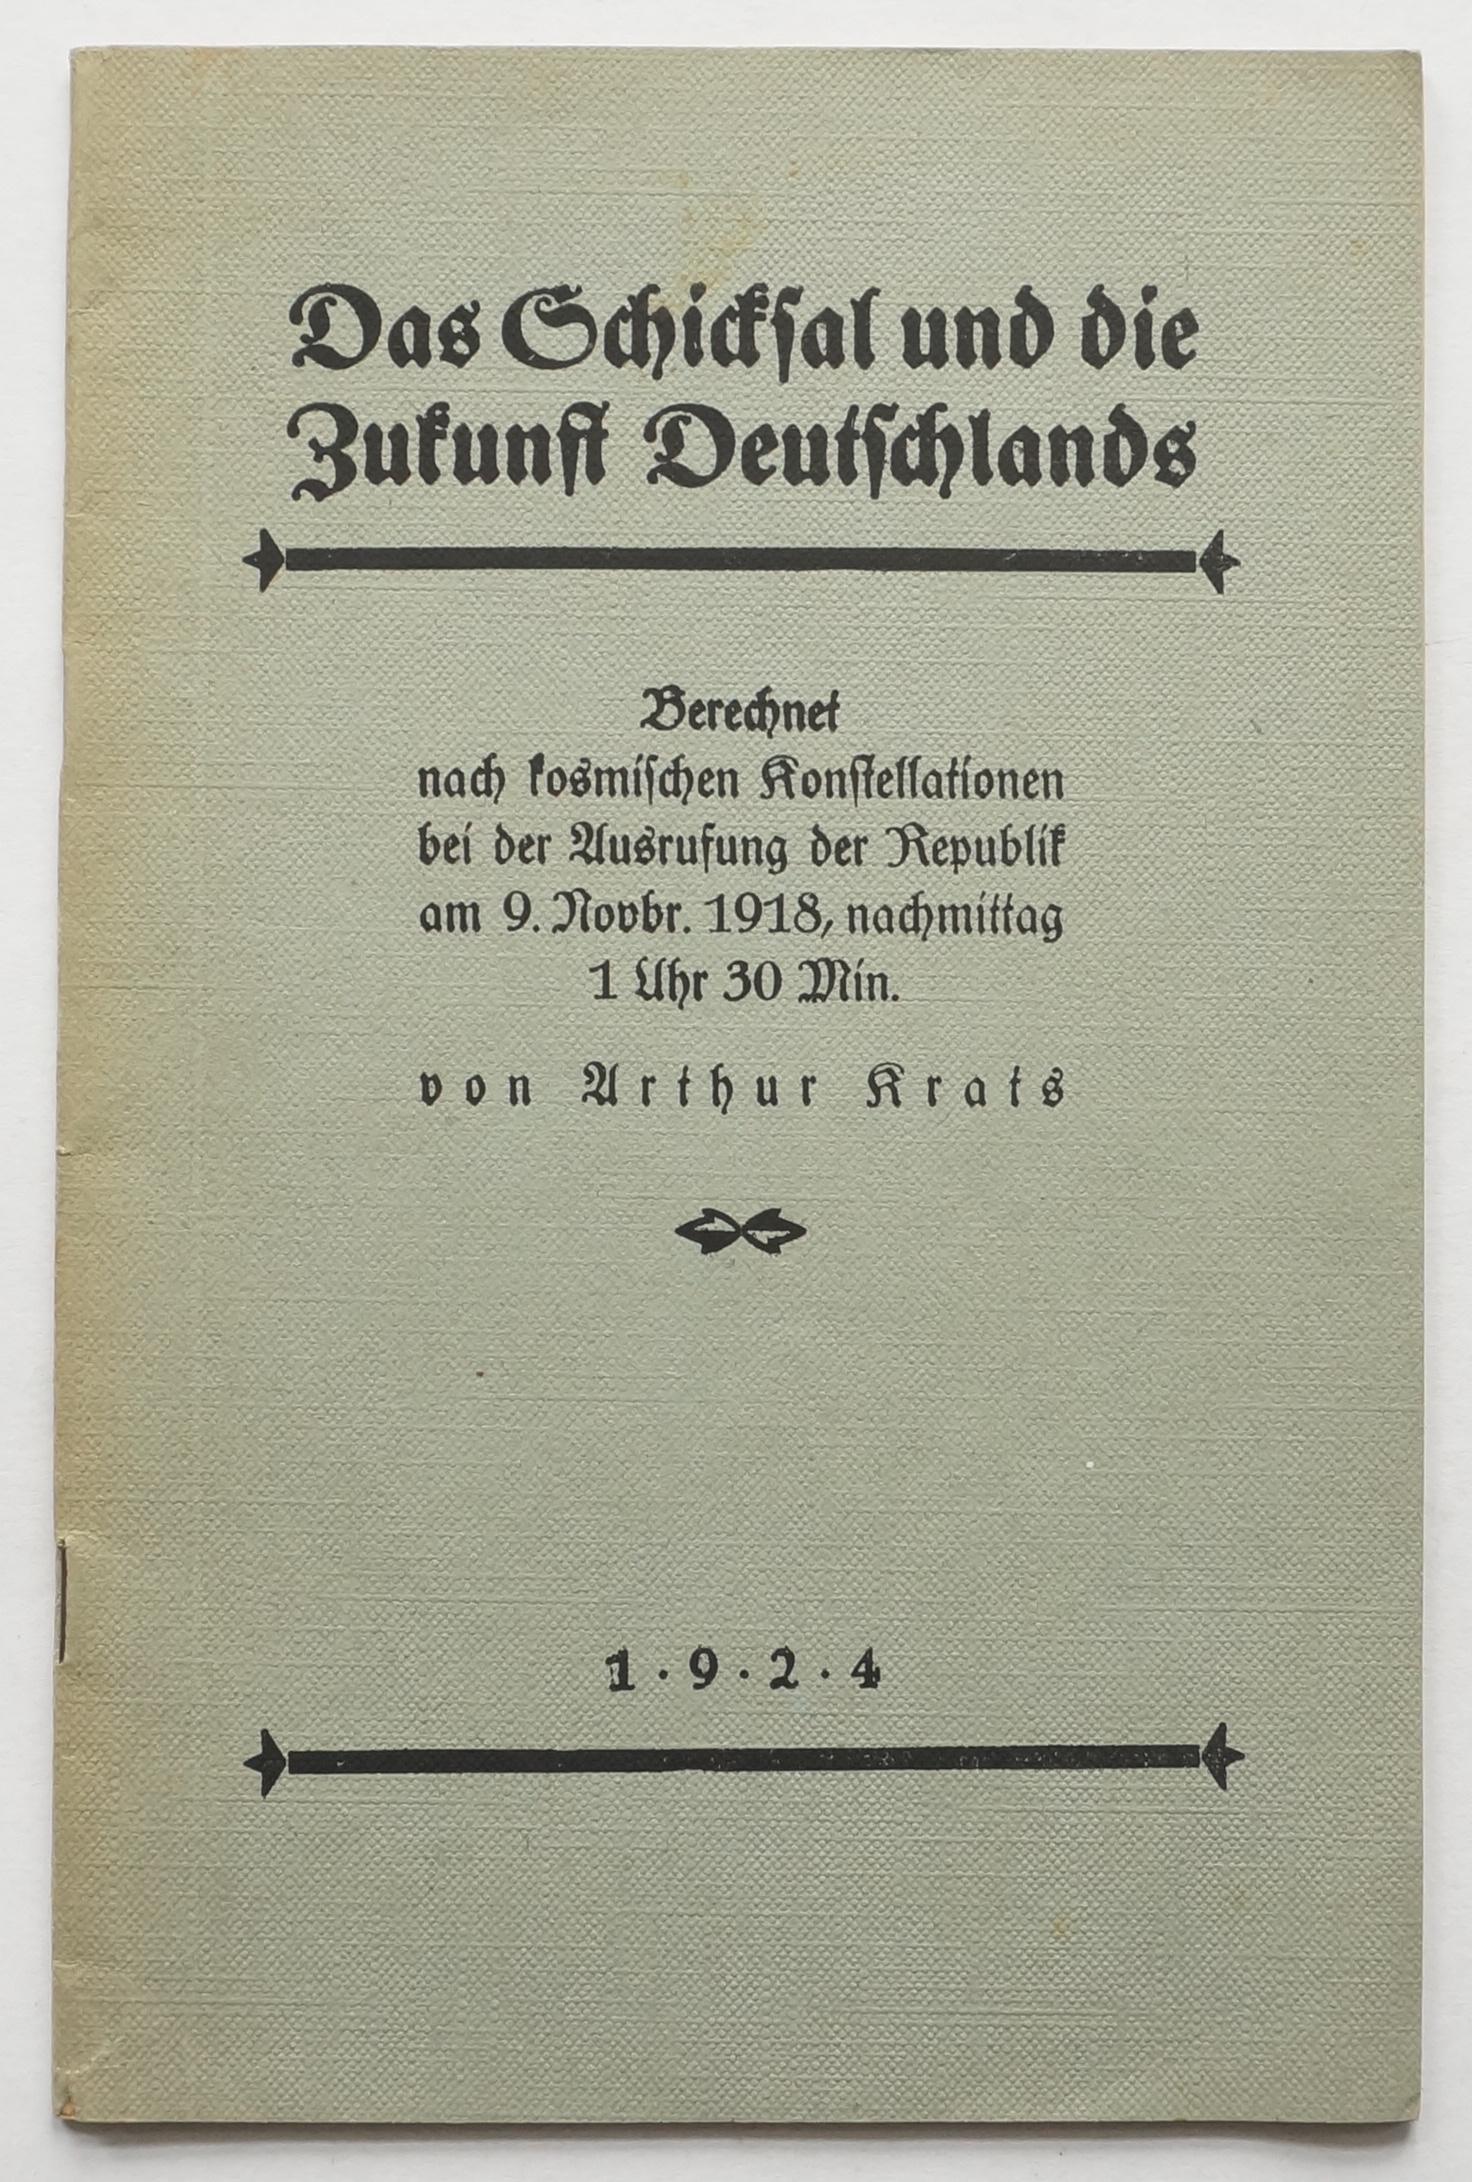 Das Schickſal und die
Zukunft Deutſchlands
Berechnet
nach kosmiſchen Konſtellationen
bei der Ausrufung der Republik
am 9. Novbr. 1918, nachmittag
1 Uhr 30 Min.
von Arthur Krats
1·9·2·4